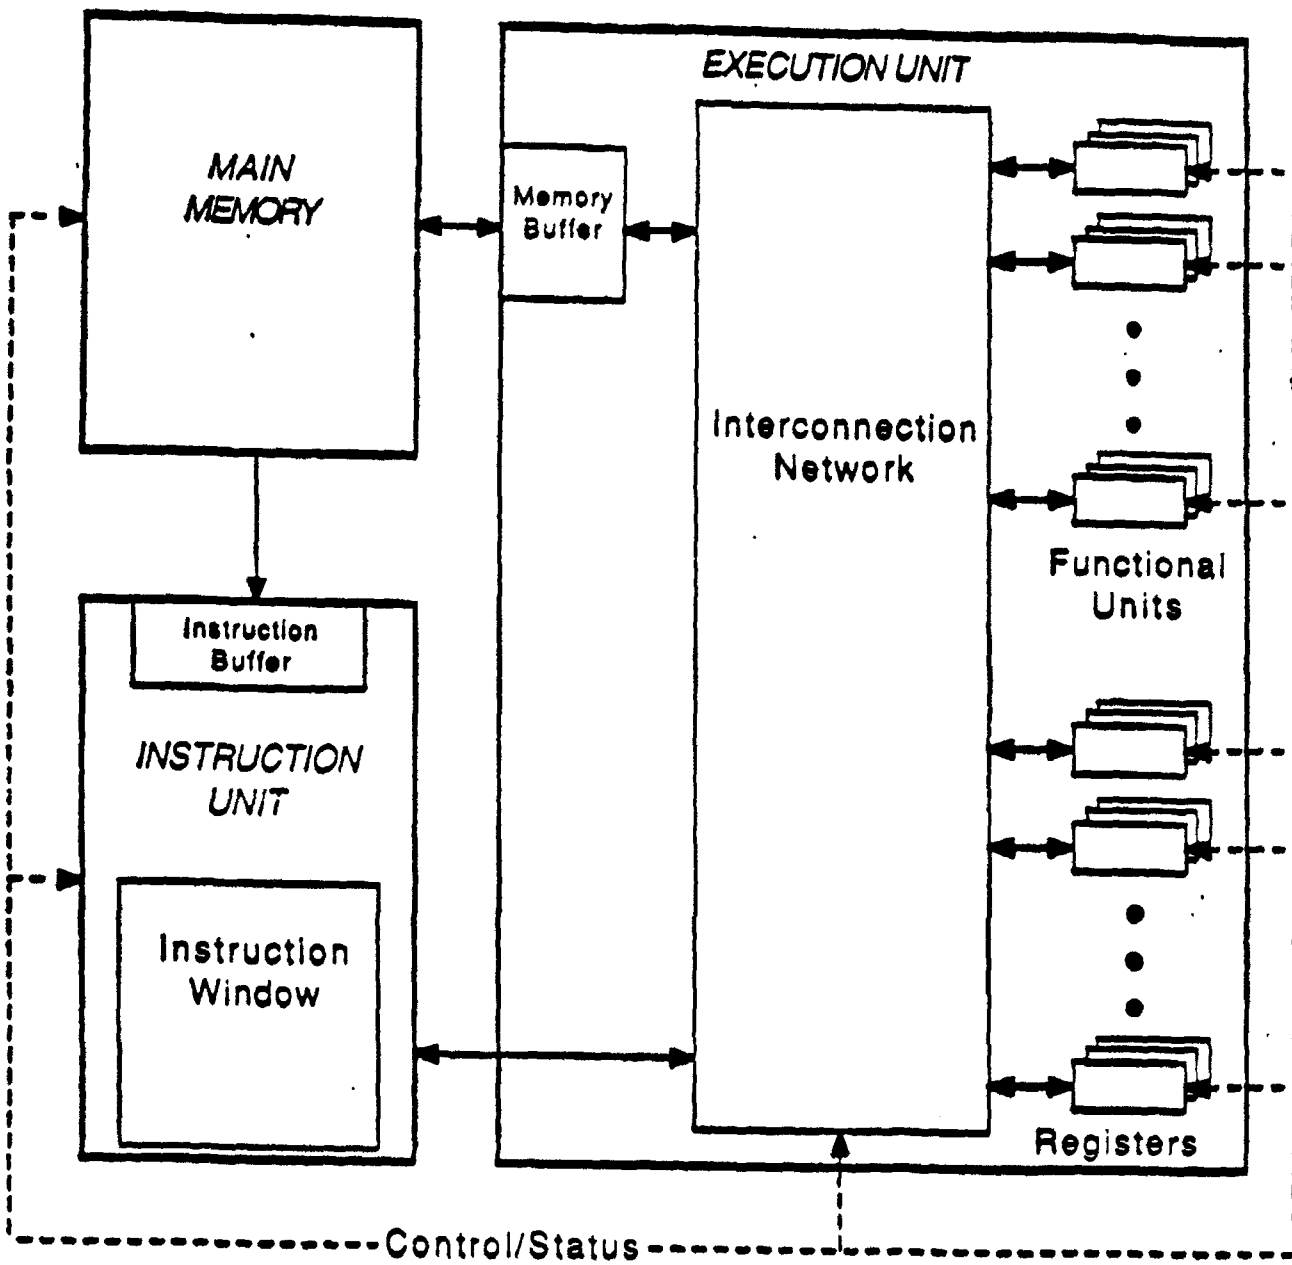 EXECUTION UNIT
MAIN
MEMORY
Memory
Buffer
Interconnection
Network
Functional
Units
Instruction
Buffer
INSTRUCTION
UNIT
Instruction
Window
Registers
Control/Status